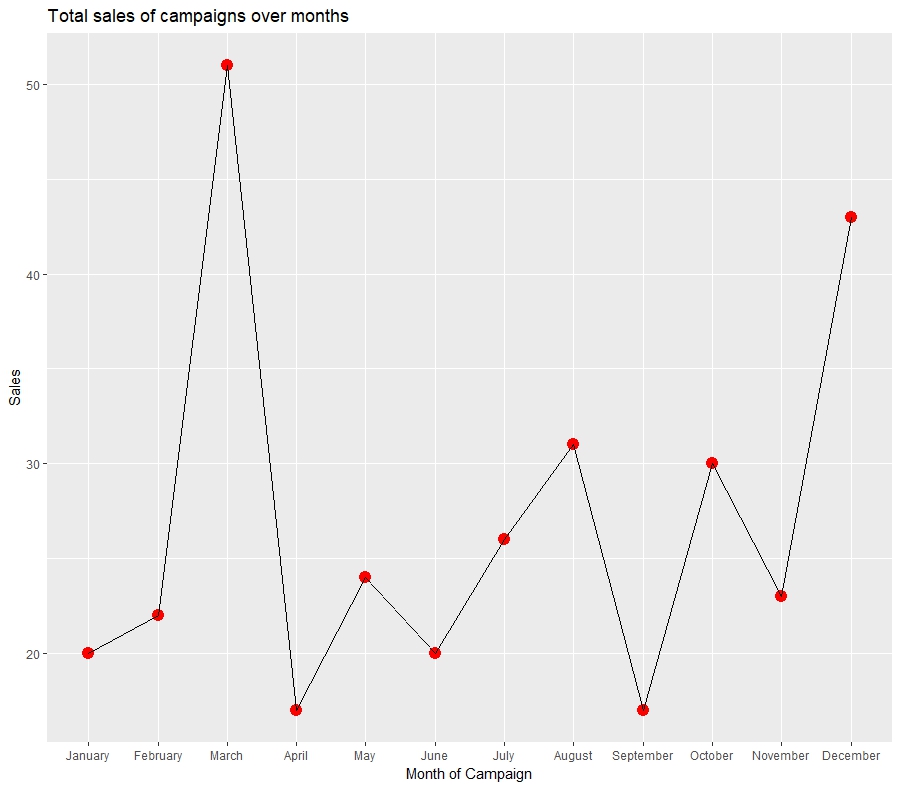 Total sales of campaigns over months
50
40
30
20
Sales
January February March April May June July August September October November December
Month of Campaign